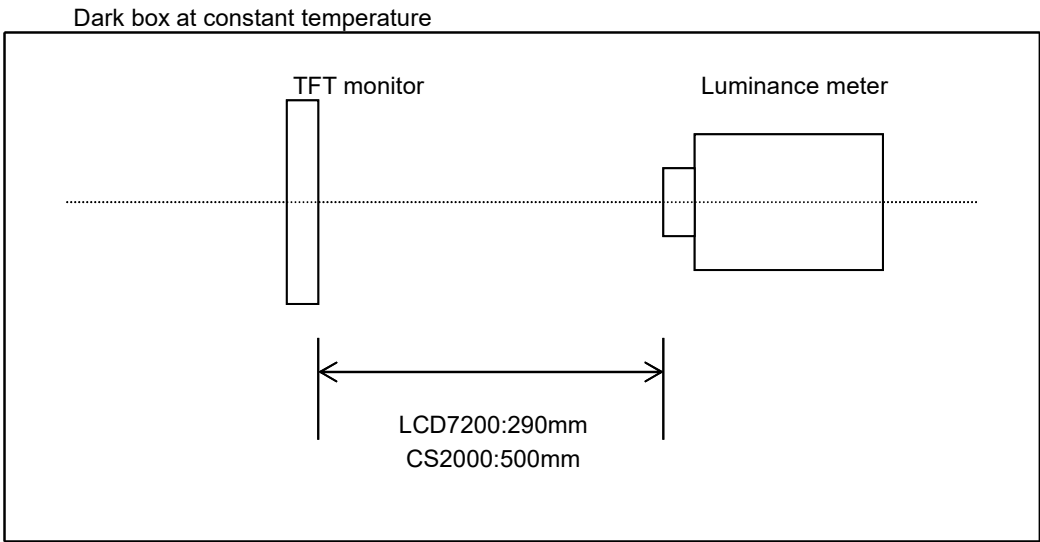 Dark box at constant temperature
TFT monitor
Luminance meter
LCD7200:290mm
CS2000:500mm